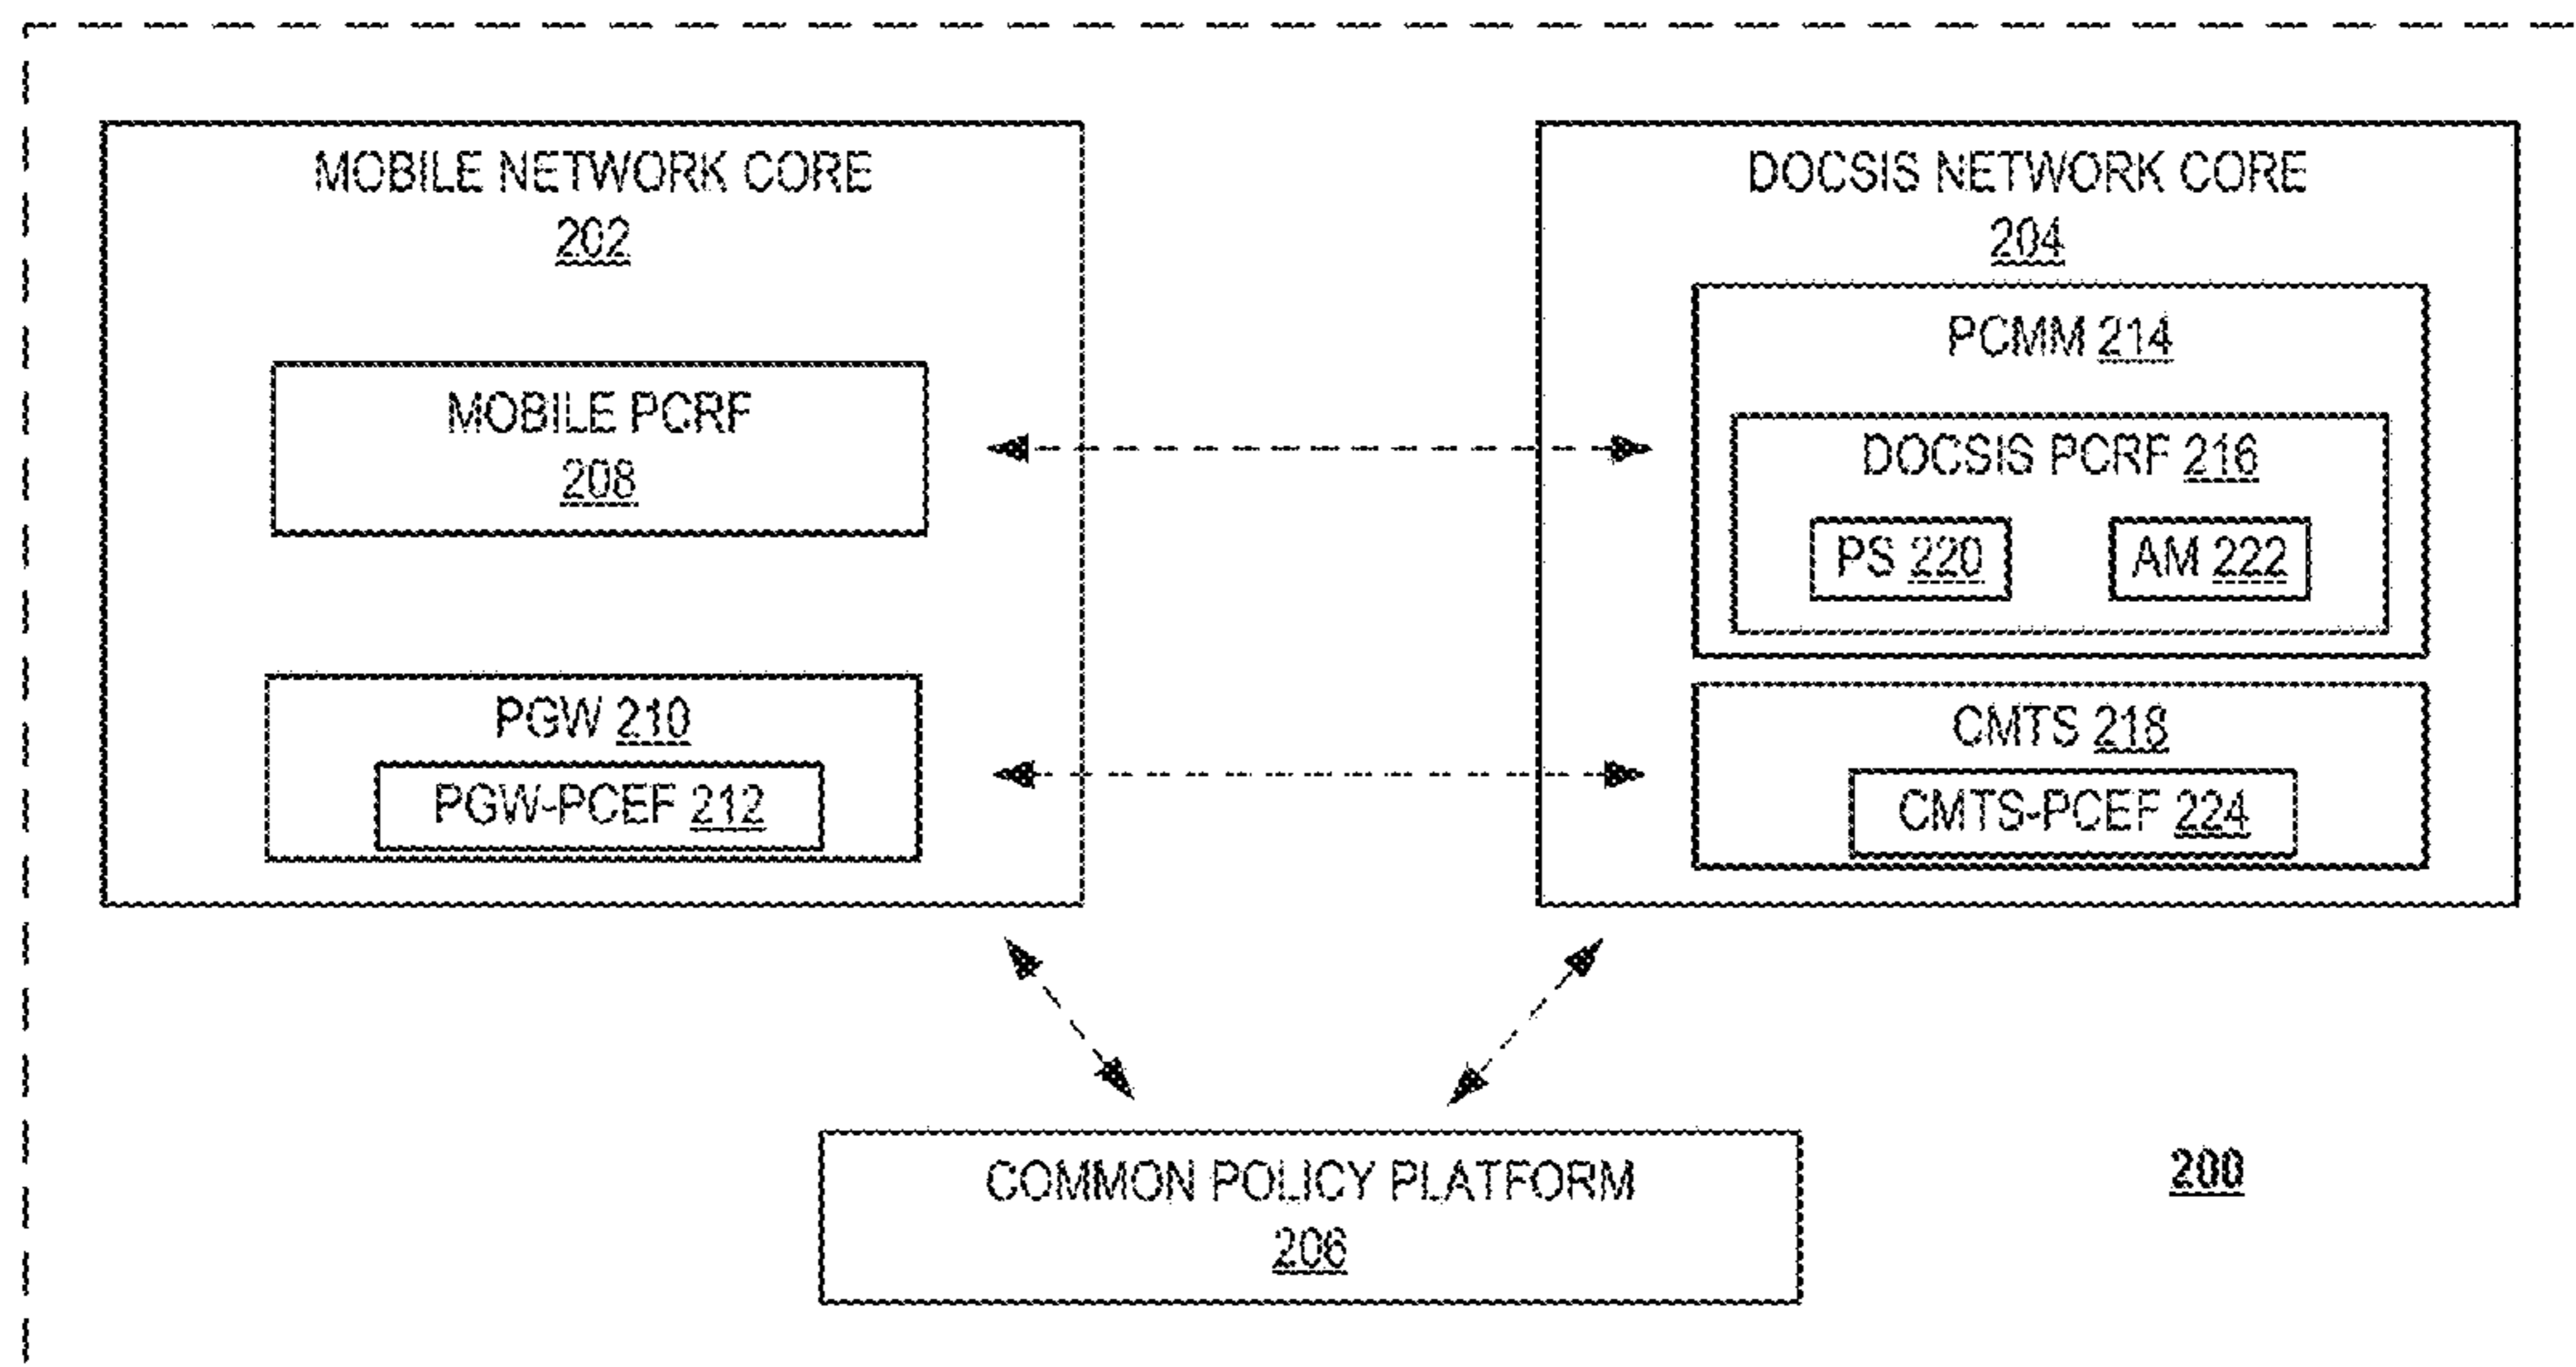 MOBILE NETWORK CORE
202
MOBILE PCRF
208
PGW 210
PGW-PCEF 212
DOCSIS NETWORK CORE
204
PCMM 214
DOCSIS PCRF 216
PS 220
AM 222
CMTS 218
CMTS-PCEF 224
COMMON POLICY PLATFORM
206
200